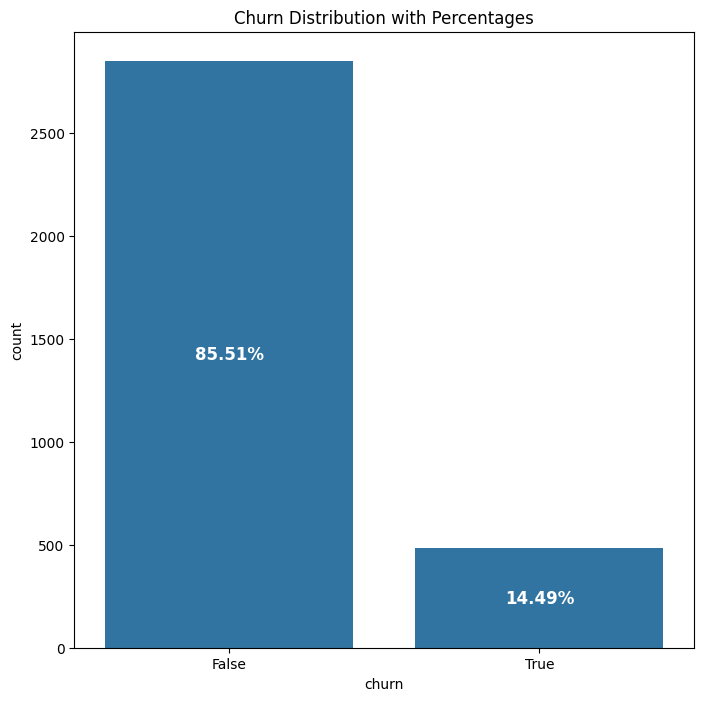 Churn Distribution with Percentages
count
2500
2000
1500
1000
500
0
85.51%
14.49%
False
True
churn